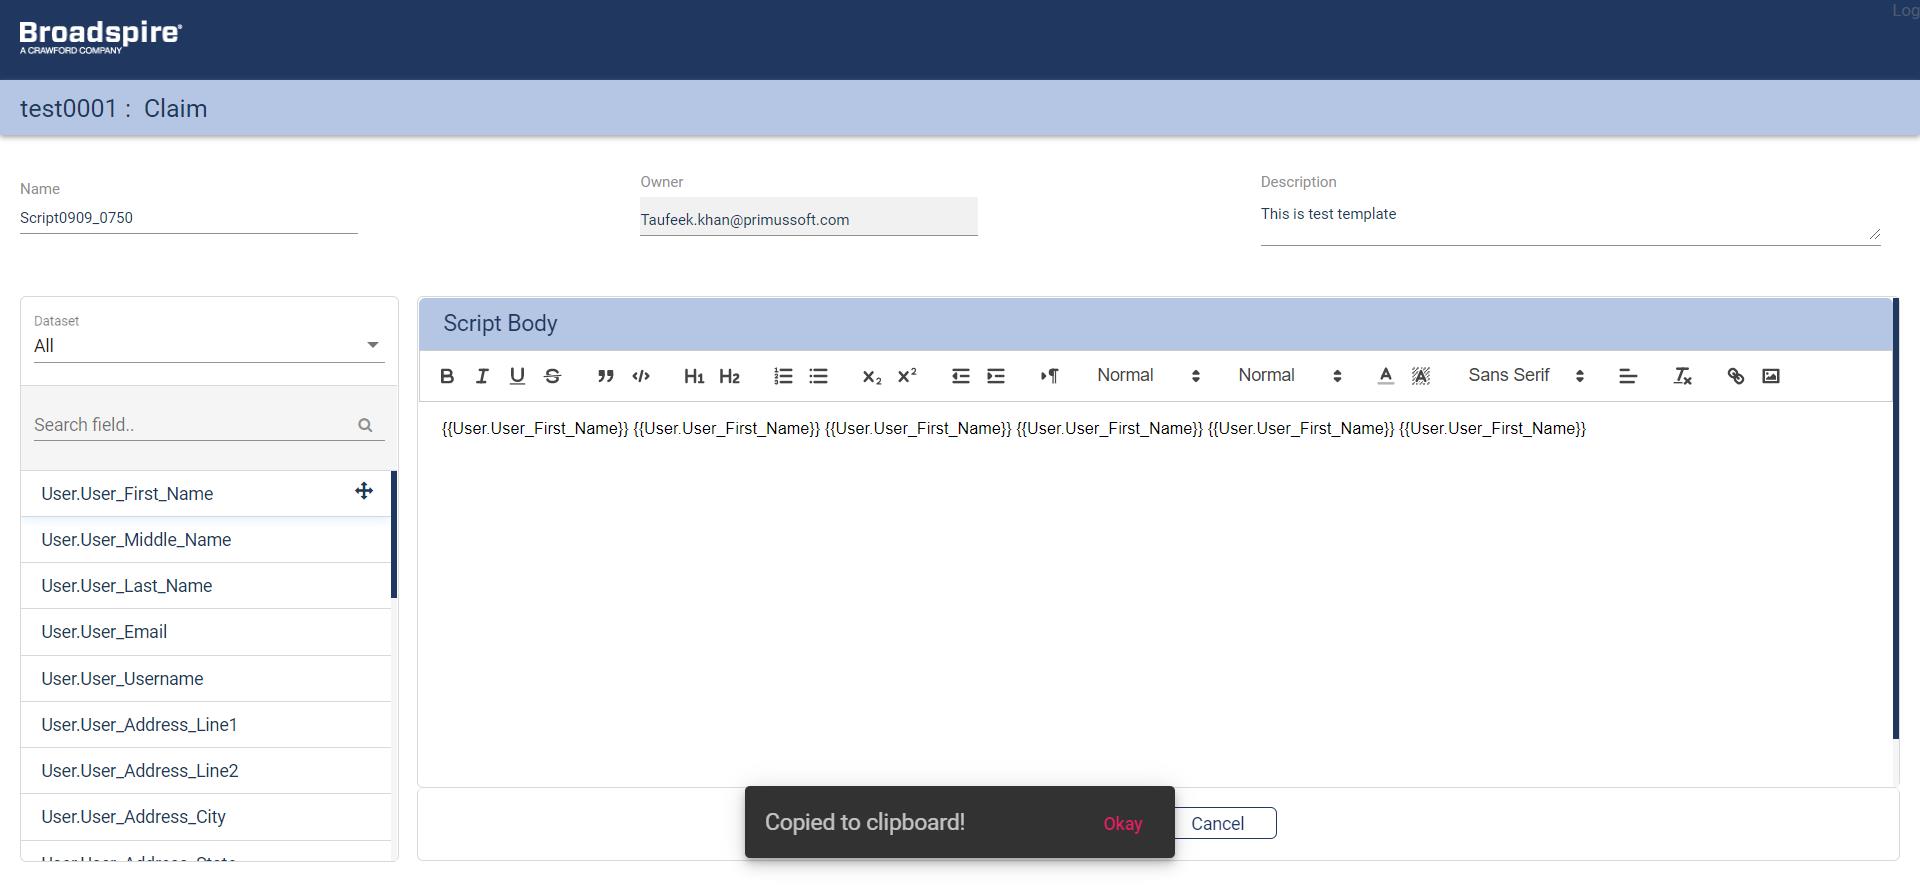 Log
Broadspire®
A CRAWFORD COMPANY
test0001 : Claim
Name
Script0909_0750
Owner
Taufeek.khan@primussoft.com
Description
This is test template
Dataset
All
Search field..
User.User_First_Name
User.User_Middle_Name
User.User_Last_Name
User.User_Email
User.User_Username
User.User_Address_Line1
User.User_Address_Line2
User.User_Address_City
Script Body
B I U S H1 H2 X2 X2 Normal Normal A A Sans Serif Tx
{{User.User_First_Name}} {{User.User_First_Name}} {{User.User_First_Name}} {{User.User_First_Name}} {{User.User_First_Name}} {{User.User_First_Name}}
Copied to clipboard!
Okay
Cancel